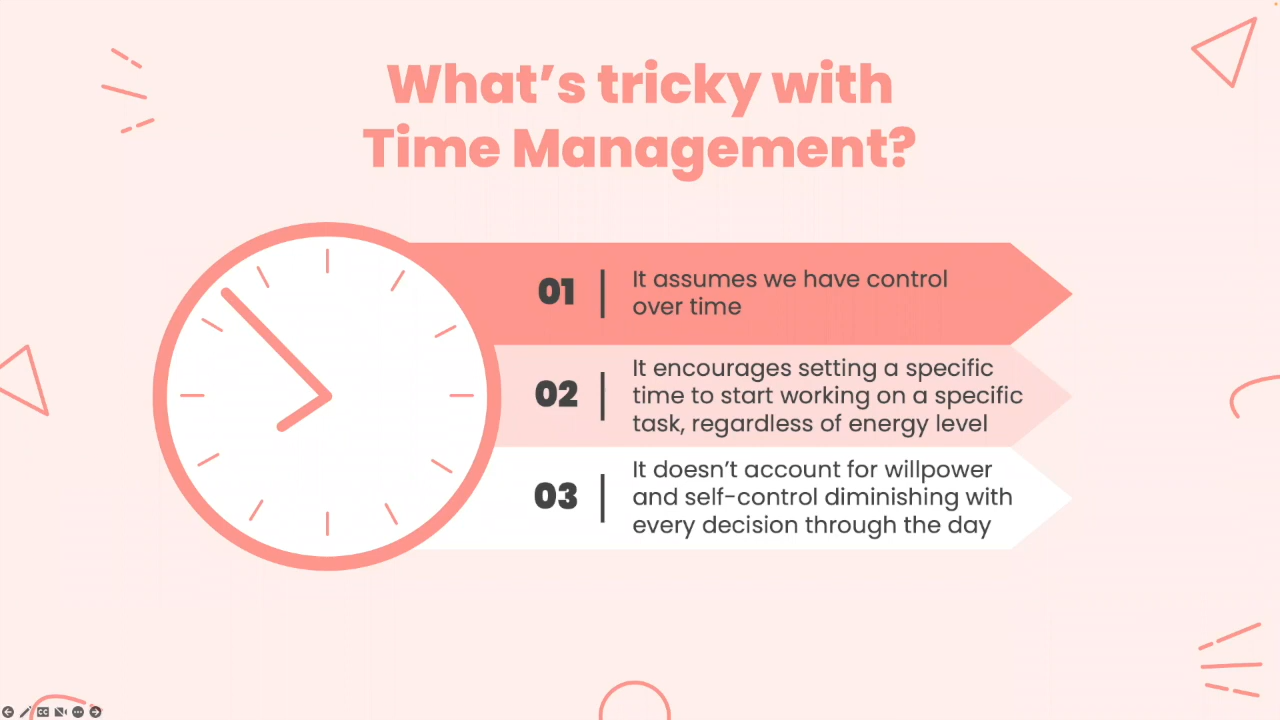 What’s tricky with
Time Management?
01
It assumes we have control
over time
02
It encourages setting a specific
time to start working on a specific
task, regardless of energy level
03
It doesn’t account for willpower
and self-control diminishing with
every decision through the day